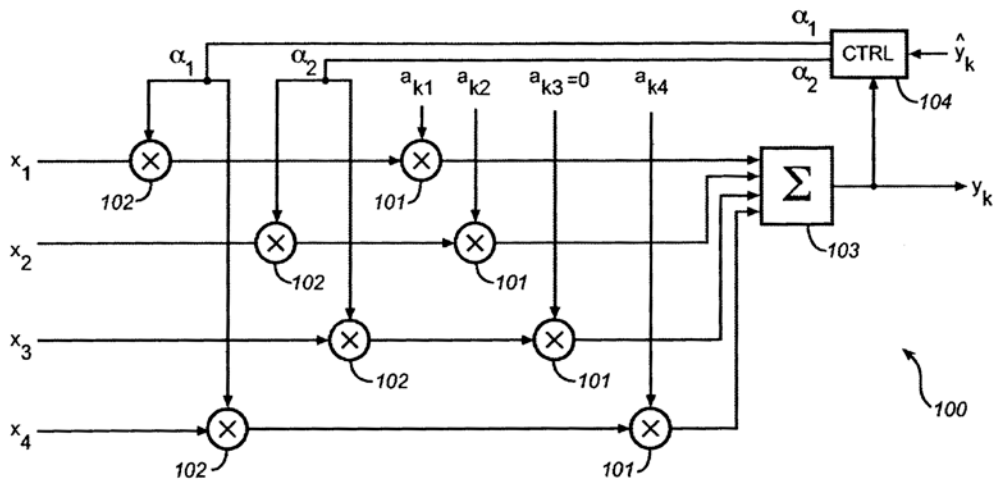 α₁
α₁ α₂ CTRL ŷₖ
α₂
aₖ₁ aₖ₂ aₖ₃=0 aₖ₄
104
x₁ × × Σ yₖ
102 101 103
x₂ × ×
102 101
x₃ × ×
102 101
100
x₄ × ×
102 101